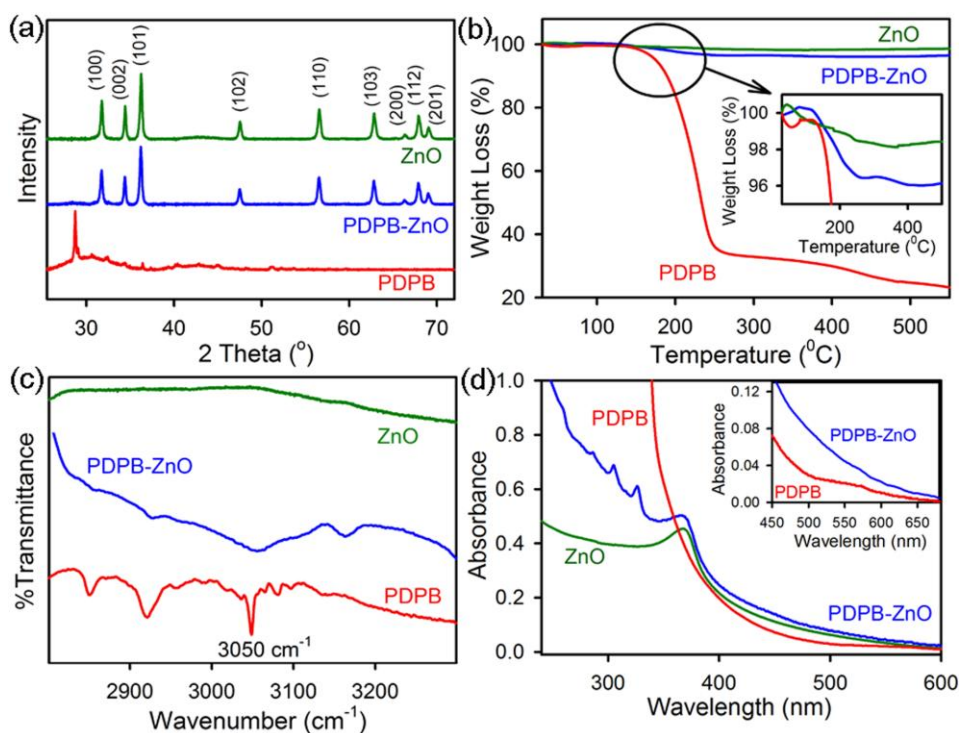 (a)
Intensity
(100)
(002)
(101)
(102)
(110)
(103)
(200)
(112)
(201)
ZnO
PDPB-ZnO
PDPB
30 40 50 60 70
2 Theta (°)
(b)
Weight Loss (%)
100
80
60
40
20
ZnO
PDPB-ZnO
PDPB
100 200 300 400 500
Temperature (⁰C)
Weight Loss (%)
100
98
96
200 400
Temperature (⁰C)
(c)
%Transmittance
ZnO
PDPB-ZnO
PDPB
3050 cm⁻¹
2900 3000 3100 3200
Wavenumber (cm⁻¹)
(d)
Absorbance
1.0
0.8
0.6
0.4
0.2
0.0
PDPB
ZnO
PDPB-ZnO
300 400 500 600
Wavelength (nm)
Absorbance
0.12
0.08
0.04
0.00
PDPB-ZnO
PDPB
450 500 550 600 650
Wavelength (nm)